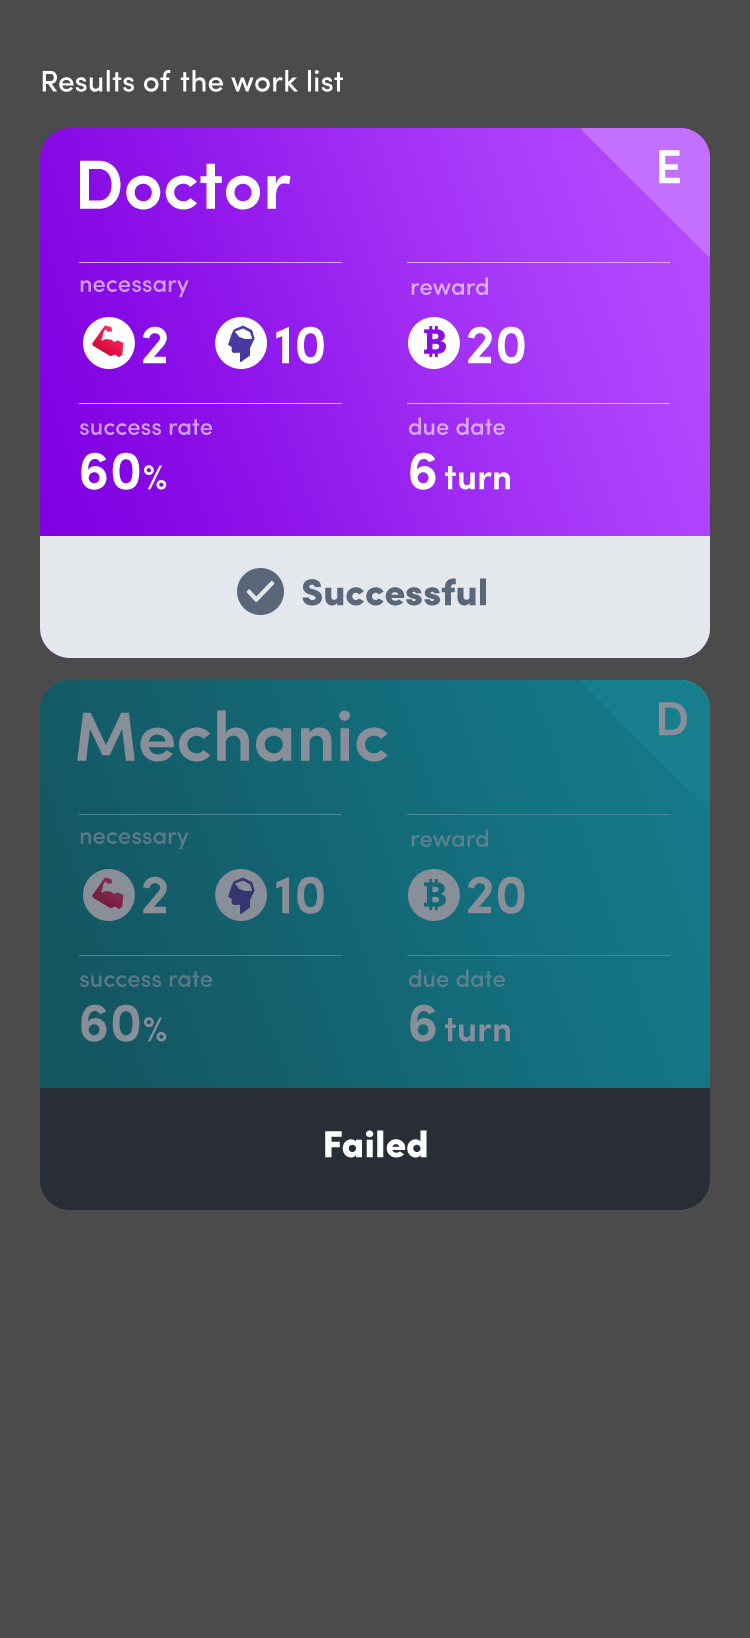 Results of the work list
Doctor
E
necessary
reward
2 10
20
success rate
due date
60%
6 turn
Successful
Mechanic
D
necessary
reward
2 10
20
success rate
due date
60%
6 turn
Failed